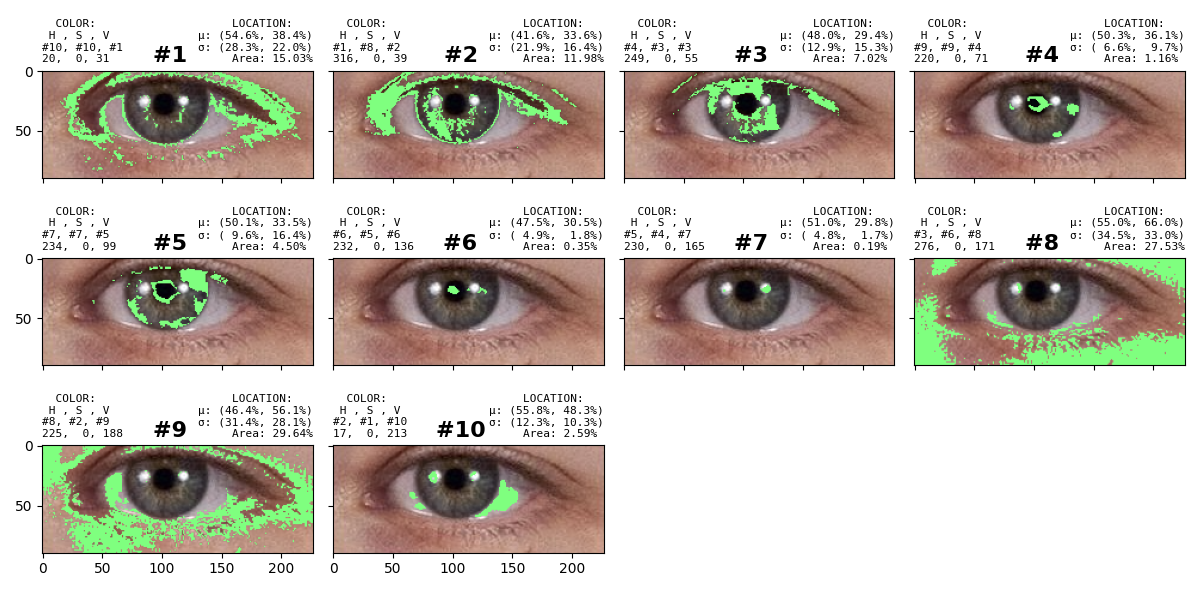 COLOR: LOCATION:
H , S , V μ: (54.6%, 38.4%)
#10, #10, #1 #1 σ: (28.3%, 22.0%)
20, 0, 31 Area: 15.03%
COLOR: LOCATION:
H , S , V μ: (41.6%, 33.6%)
#1, #8, #2 #2 σ: (21.9%, 16.4%)
316, 0, 39 Area: 11.98%
COLOR: LOCATION:
H , S , V μ: (48.0%, 29.4%)
#4, #3, #3 #3 σ: (12.9%, 15.3%)
249, 0, 55 Area: 7.02%
COLOR: LOCATION:
H , S , V μ: (50.3%, 36.1%)
#9, #9, #4 #4 σ: ( 6.6%, 9.7%)
220, 0, 71 Area: 1.16%
0
50
COLOR: LOCATION:
H , S , V μ: (50.1%, 33.5%)
#7, #7, #5 #5 σ: ( 9.6%, 16.4%)
234, 0, 99 Area: 4.50%
COLOR: LOCATION:
H , S , V μ: (47.5%, 30.5%)
#6, #5, #6 #6 σ: ( 4.9%, 1.8%)
232, 0, 136 Area: 0.35%
COLOR: LOCATION:
H , S , V μ: (51.0%, 29.8%)
#5, #4, #7 #7 σ: ( 4.8%, 1.7%)
230, 0, 165 Area: 0.19%
COLOR: LOCATION:
H , S , V μ: (55.0%, 66.0%)
#3, #6, #8 #8 σ: (34.5%, 33.0%)
276, 0, 171 Area: 27.53%
0
50
COLOR: LOCATION:
H , S , V μ: (46.4%, 56.1%)
#8, #2, #9 #9 σ: (31.4%, 28.1%)
225, 0, 188 Area: 29.64%
COLOR: LOCATION:
H , S , V μ: (55.8%, 48.3%)
#2, #1, #10 #10 σ: (12.3%, 10.3%)
17, 0, 213 Area: 2.59%
0
50
0 50 100 150 200
0 50 100 150 200